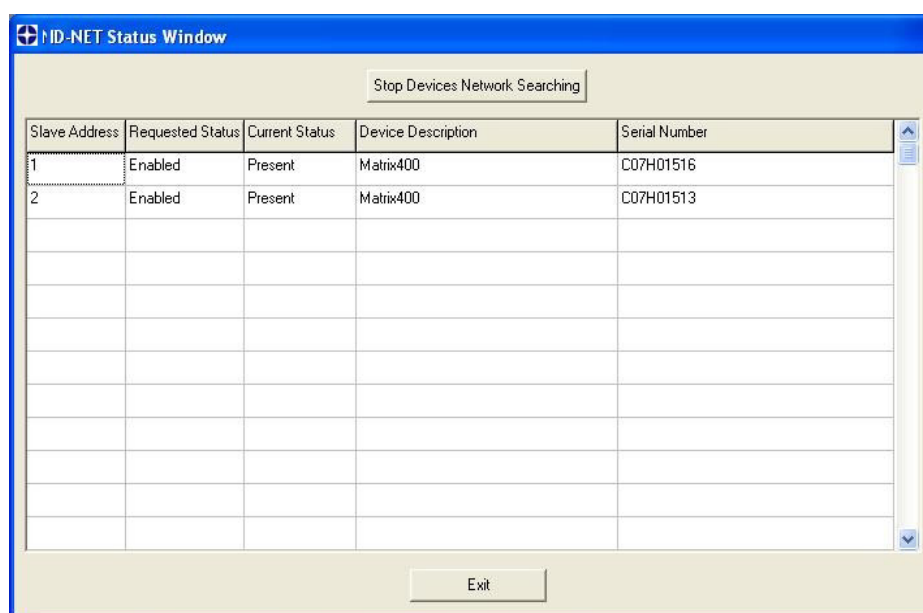 MD-NET Status Window
Stop Devices Network Searching
Slave Address Requested Status Current Status Device Description Serial Number
1 Enabled Present Matrix400 C07H01516
2 Enabled Present Matrix400 C07H01513
Exit